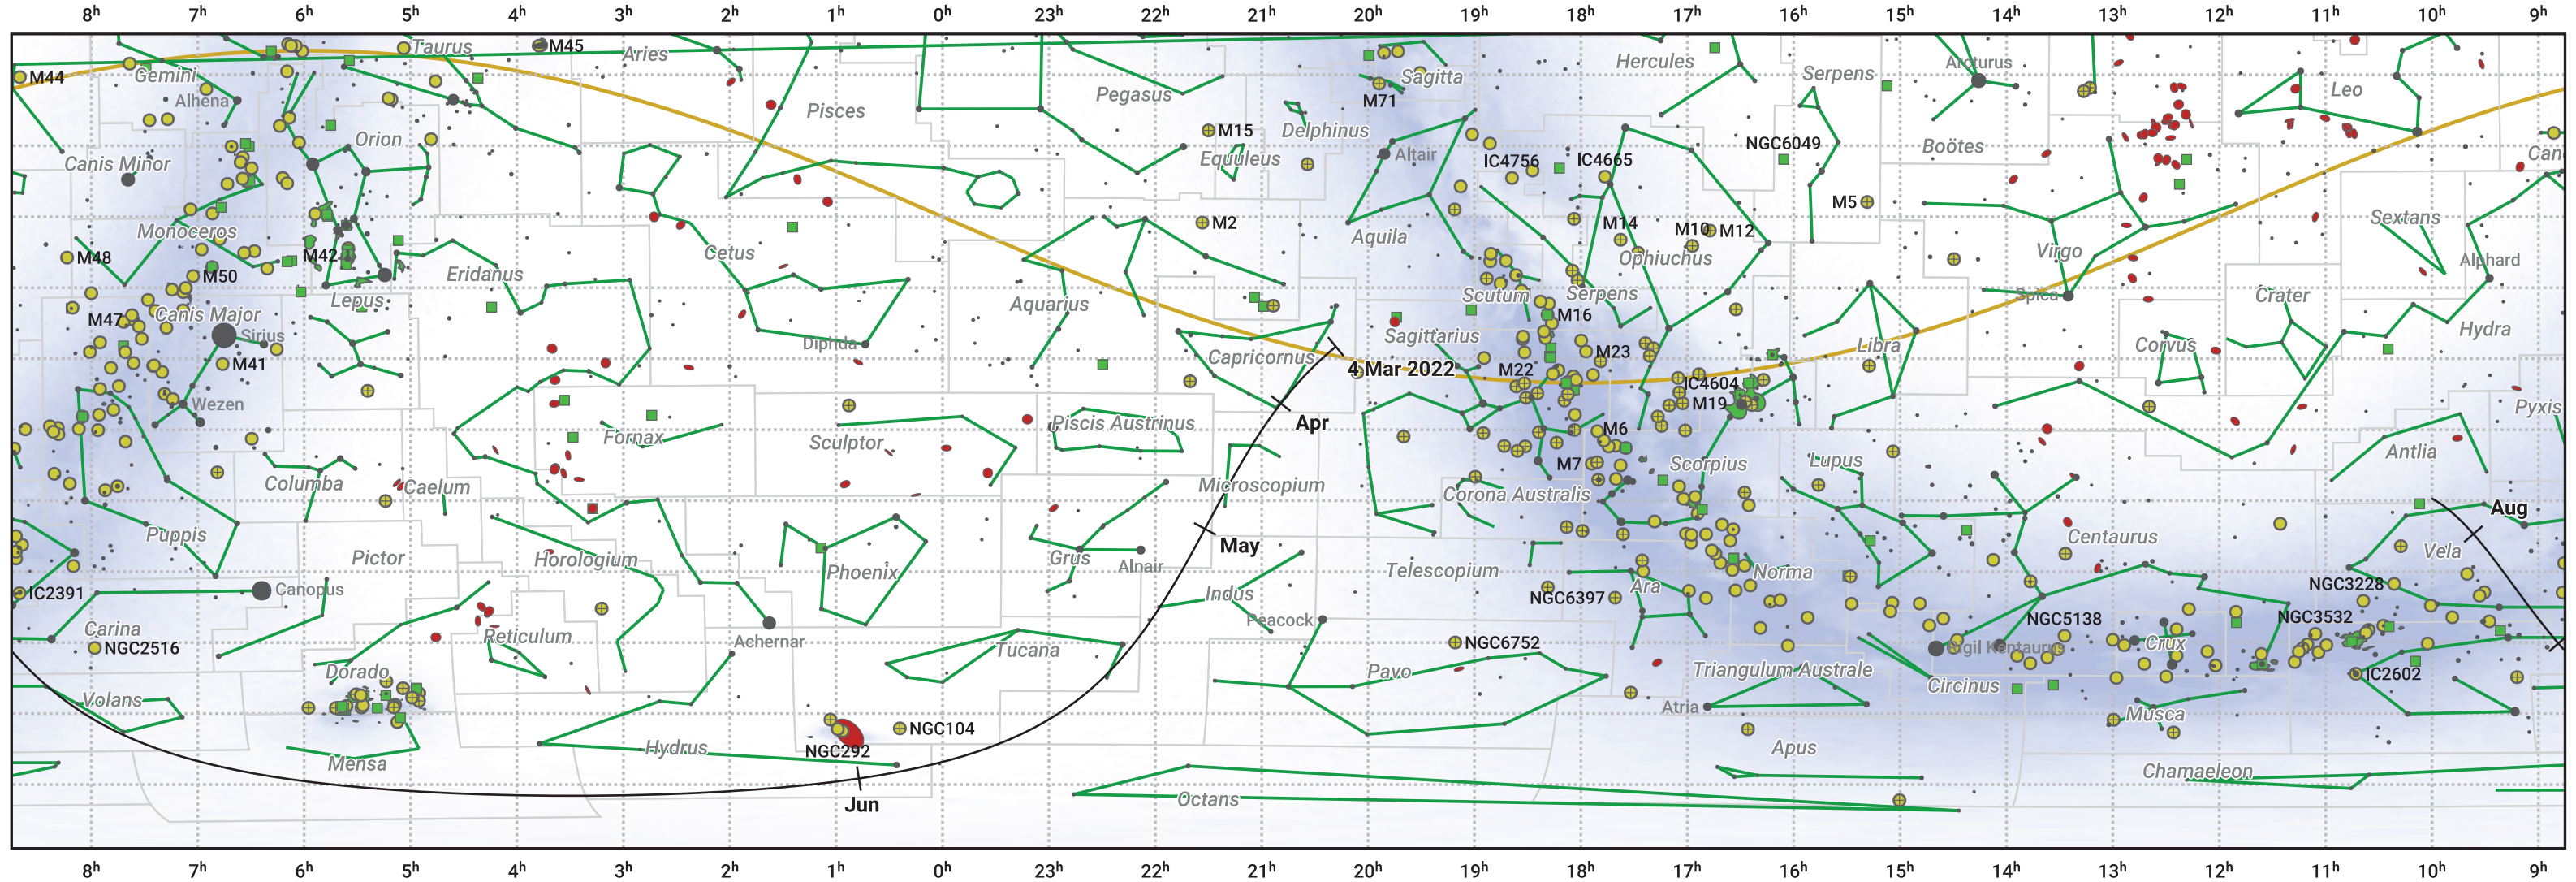 8ʰ 7ʰ 6ʰ 5ʰ 4ʰ 3ʰ 2ʰ 1ʰ 0ʰ 23ʰ 22ʰ 21ʰ 20ʰ 19ʰ 18ʰ 17ʰ 16ʰ 15ʰ 14ʰ 13ʰ 12ʰ 11ʰ 10ʰ 9ʰ
Taurus M45 Aries
M44 Gemini Sagitta Hercules Serpens Arcturus Leo
Alhena Pisces Pegasus M71
Orion M15 Delphinus NGC6049 Boötes
Canis Minor Equuleus Altair IC4756 IC4665 Can
M5 Sextans
Monoceros M2 Aquila M14 M10 M12
M48 M42 Cetus Ophiuchus Virgo Alphard
M50 Eridanus
Lepus Aquarius Scutum Serpens Spica Crater
M47 Canis Major M16 Hydra
Sirius Diphda Sagittarius Libra Corvus
M41 Capricornus 4 Mar 2022 M22 M23
Wezen IC4604 M19 Pyxis
Fornax Sculptor Piscis Austrinus Apr M6
Columba Caelum Microscopium M7 Scorpius Lupus Antlia
Corona Australis Aug
Puppis May Centaurus Vela
Pictor Horologium Phoenix Grus Alnair Telescopium Norma
IC2391 Canopus Indus NGC6397 Ara NGC3228
Carina Reticulum Achernar Peacock NGC5138 NGC3532
NGC2516 Tucana NGC6752 Rigil Kentaurus Crux
Dorado Pavo Triangulum Australe Circinus IC2602
Volans Atria Musca
NGC104
NGC292 Hydrus Apus
Mensa Chamaeleon
Jun Octans
8ʰ 7ʰ 6ʰ 5ʰ 4ʰ 3ʰ 2ʰ 1ʰ 0ʰ 23ʰ 22ʰ 21ʰ 20ʰ 19ʰ 18ʰ 17ʰ 16ʰ 15ʰ 14ʰ 13ʰ 12ʰ 11ʰ 10ʰ 9ʰ